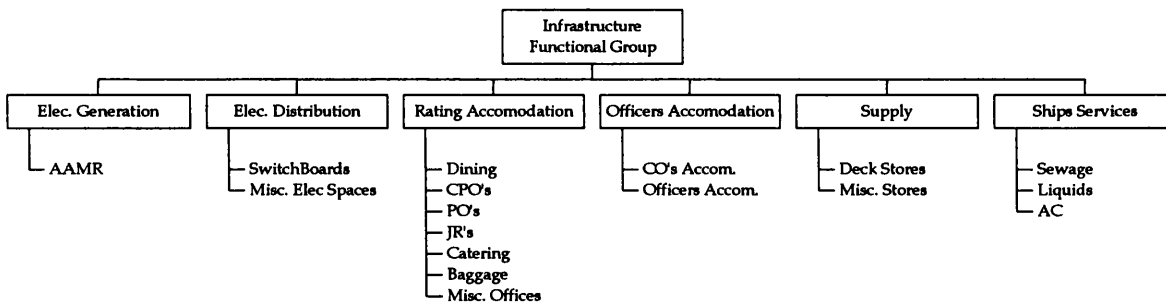 Infrastructure
Functional Group
Elec. Generation
AAMR
Elec. Distribution
SwitchBoards
Misc. Elec Spaces
Rating Accomodation
Dining
CPO's
PO's
JR's
Catering
Baggage
Misc. Offices
Officers Accomodation
CO's Accom.
Officers Accom.
Supply
Deck Stores
Misc. Stores
Ships Services
Sewage
Liquids
AC